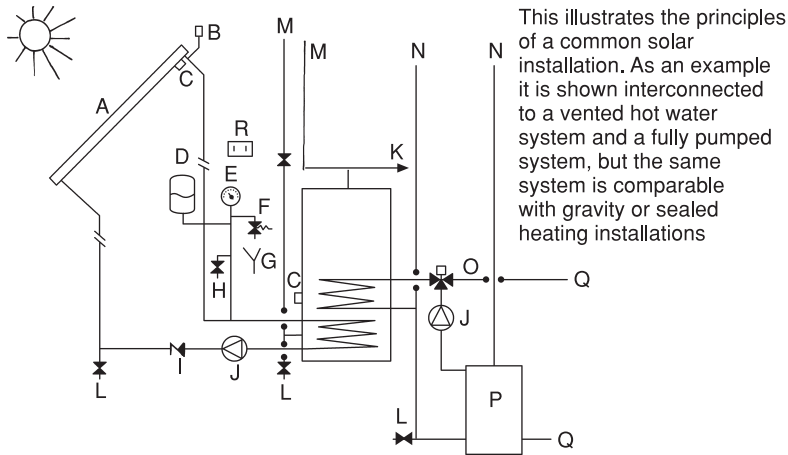 This illustrates the principles
of a common solar
installation. As an example
it is shown interconnected
to a vented hot water
system and a fully pumped
system, but the same
system is comparable
with gravity or sealed
heating installations
B
M
M
N
N
C
A
R
D
E
K
F
G
H
C
O
Q
J
I
J
L
L
L
P
Q